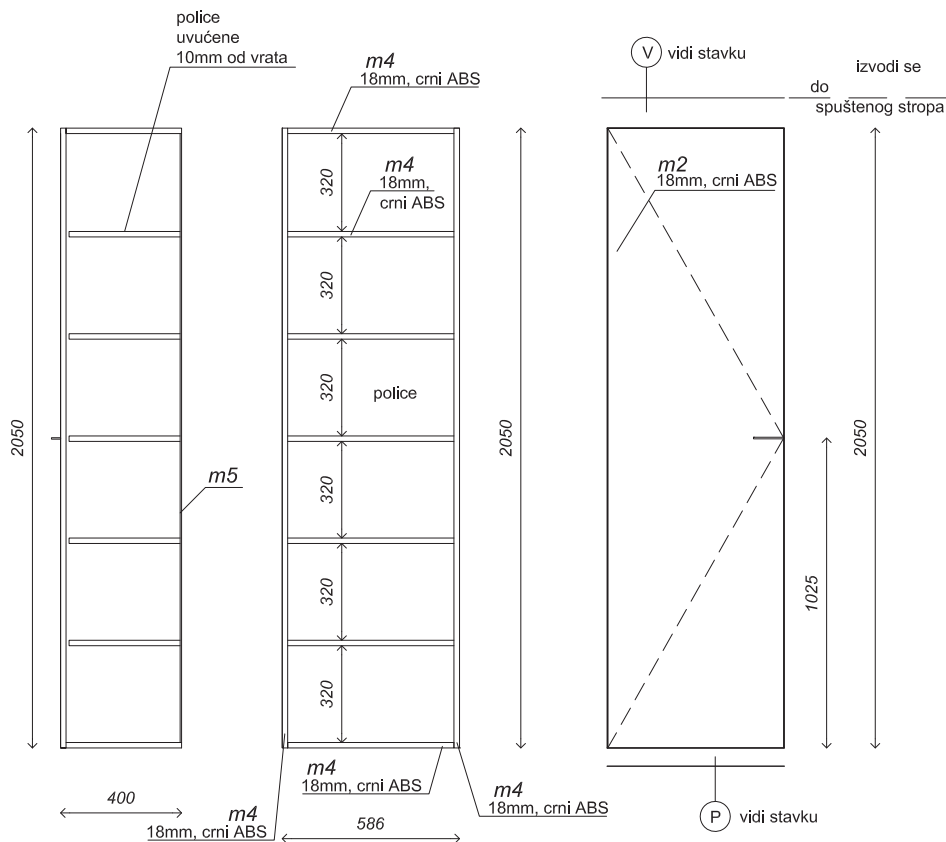 police
uvućene
10mm od vrata
m4
18mm, crni ABS
V
vidi stavku
izvodi se
do
spuštenog stropa
320
m4
18mm,
crni ABS
m2
18mm, crni ABS
320
320
police
2050
2050
2050
m5
320
320
1025
320
m4
18mm, crni ABS
400
m4
18mm, crni ABS
586
m4
18mm, crni ABS
P
vidi stavku